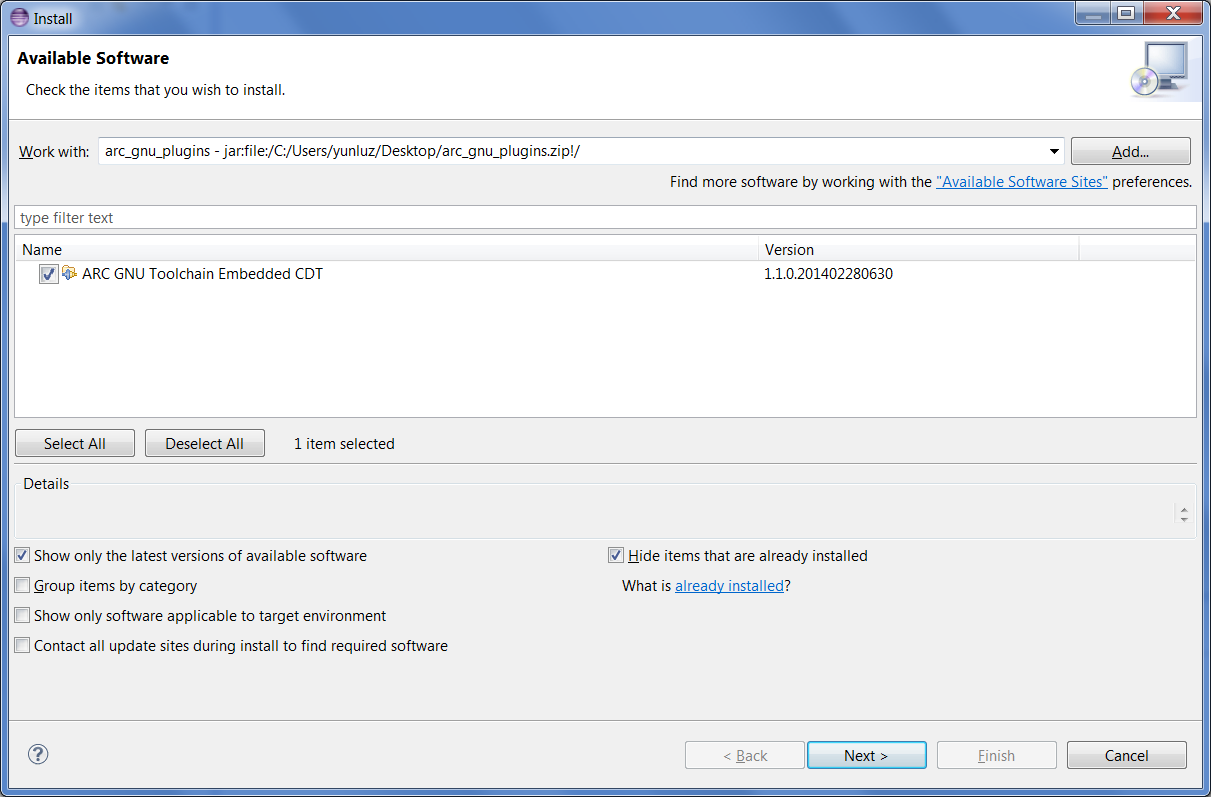 Install
Available Software
Check the items that you wish to install.
Work with: arc_gnu_plugins - jar:file:/C:/Users/yunluz/Desktop/arc_gnu_plugins.zip!/ Add...
Find more software by working with the "Available Software Sites" preferences.
type filter text
Name Version
ARC GNU Toolchain Embedded CDT 1.1.0.201402280630
Select All Deselect All 1 item selected
Details
Show only the latest versions of available software Hide items that are already installed
Group items by category What is already installed?
Show only software applicable to target environment
Contact all update sites during install to find required software
? < Back Next > Finish Cancel